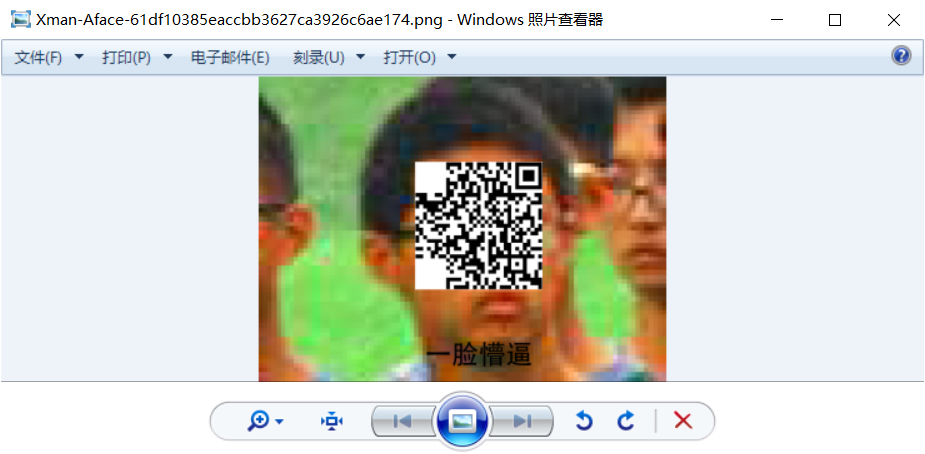 Xman-Aface-61df10385eaccbb3627ca3926c6ae174.png - Windows 照片查看器
文件(F) 打印(P) 电子邮件(E) 刻录(U) 打开(O)
一脸懵逼